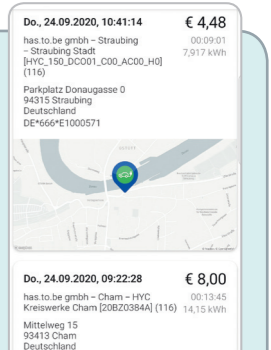 Do., 24.09.2020, 10:41:14 € 4,48
has.to.be gmbh – Straubing 00:09:01
– Straubing Stadt 7,917 kWh
[HYC_150_DC001_C00_AC00_H0]
(116)
Parkplatz Donaugasse 0
94315 Straubing
Deutschland
DE*666*E1000571
Do., 24.09.2020, 09:22:28 € 8,00
has.to.be gmbh – Cham – HYC 00:13:45
Kreiswerke Cham [20BZ0384A] (116) 14,15 kWh
Mittelweg 15
93413 Cham
Deutschland